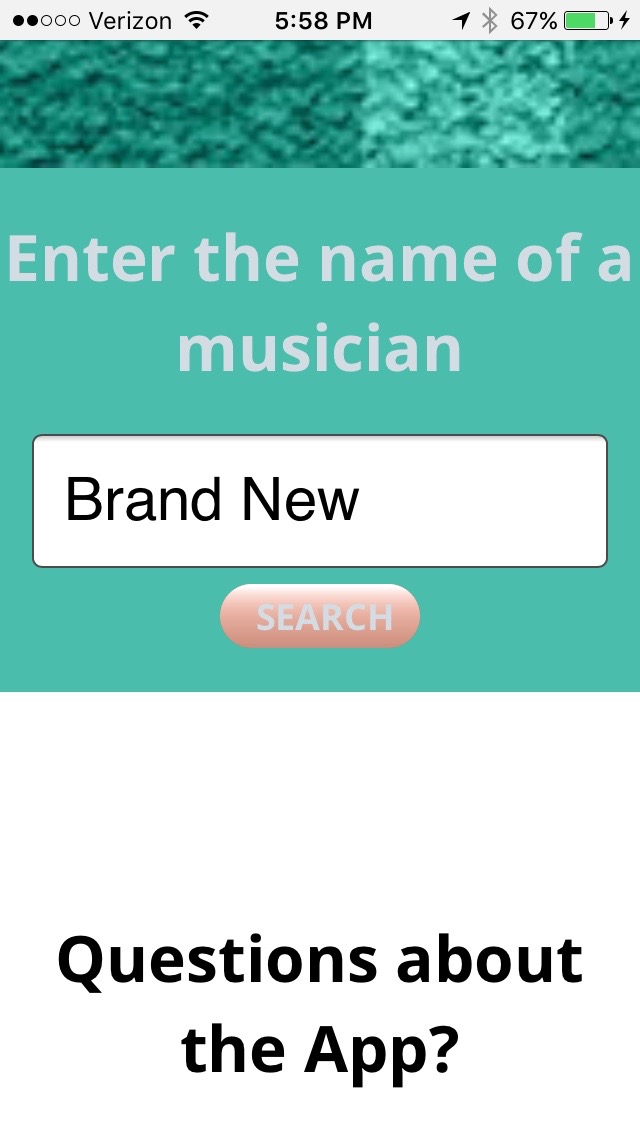 Verizon 5:58 PM 67%
Enter the name of a
musician
Brand New
SEARCH
Questions about
the App?